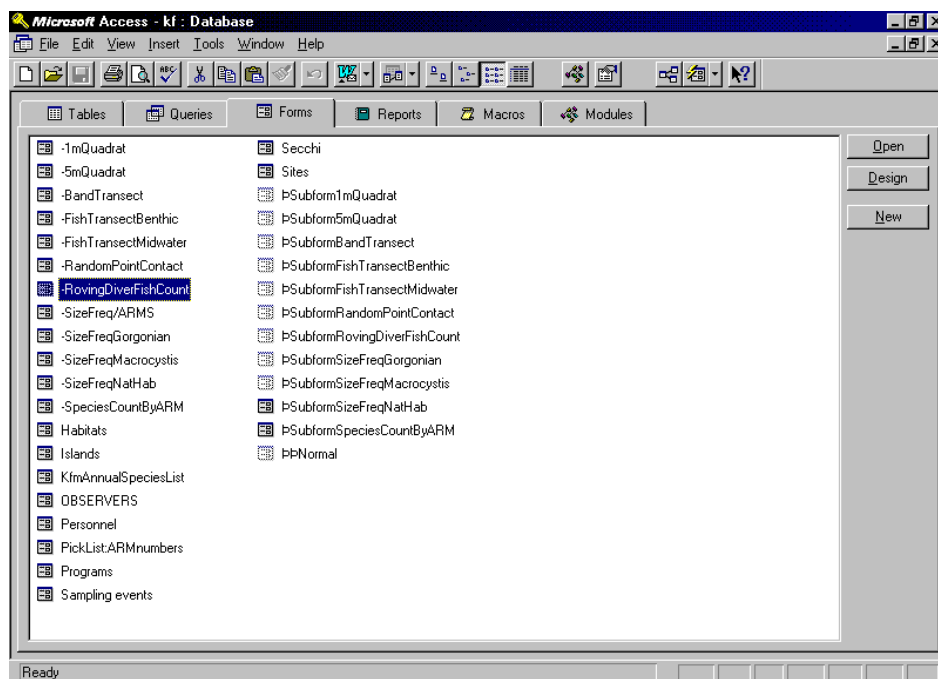 Microsoft Access - kf : Database
File Edit View Insert Tools Window Help
ABC
W
?
Tables Queries Forms Reports Macros Modules
-1mQuadrat
-5mQuadrat
-BandTransect
-FishTransectBenthic
-FishTransectMidwater
-RandomPointContact
-RovingDiverFishCount
-SizeFreq/ARMS
-SizeFreqGorgonian
-SizeFreqMacrocystis
-SizeFreqNatHab
-SpeciesCountByARM
Habitats
Islands
KfmAnnualSpeciesList
OBSERVERS
Personnel
PickList:ARMnumbers
Programs
Sampling events
Secchi
Sites
ÞSubform1mQuadrat
ÞSubform5mQuadrat
ÞSubformBandTransect
ÞSubformFishTransectBenthic
ÞSubformFishTransectMidwater
ÞSubformRandomPointContact
ÞSubformRovingDiverFishCount
ÞSubformSizeFreqGorgonian
ÞSubformSizeFreqMacrocystis
ÞSubformSizeFreqNatHab
ÞSubformSpeciesCountByARM
ÞÞNormal
Open
Design
New
Ready